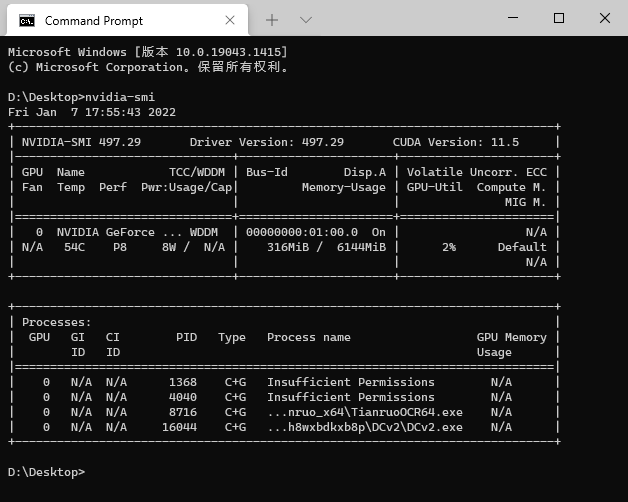 Command Prompt
Microsoft Windows [版本 10.0.19043.1415]
(c) Microsoft Corporation。保留所有权利。
D:\Desktop>nvidia-smi
Fri Jan  7 17:55:43 2022
+-----------------------------------------------------------------------------+
| NVIDIA-SMI 497.29       Driver Version: 497.29       CUDA Version: 11.5     |
|-------------------------------+----------------------+----------------------+
| GPU  Name            TCC/WDDM | Bus-Id        Disp.A | Volatile Uncorr. ECC |
| Fan  Temp  Perf  Pwr:Usage/Cap|         Memory-Usage | GPU-Util  Compute M. |
|                               |                      |               MIG M. |
|===============================+======================+======================|
|   0  NVIDIA GeForce ... WDDM  | 00000000:01:00.0  On |                  N/A |
| N/A   54C    P8     8W /  N/A |    316MiB /  6144MiB |      2%      Default |
|                               |                      |                  N/A |
+-------------------------------+----------------------+----------------------+
+-----------------------------------------------------------------------------+
| Processes:                                                                  |
|  GPU   GI   CI        PID   Type   Process name                  GPU Memory |
|        ID   ID                                                   Usage      |
|=============================================================================|
|    0   N/A  N/A      1368    C+G   Insufficient Permissions        N/A      |
|    0   N/A  N/A      4040    C+G   Insufficient Permissions        N/A      |
|    0   N/A  N/A      8716    C+G   ...nruo_x64\TianruoOCR64.exe    N/A      |
|    0   N/A  N/A     16044    C+G   ...h8wxbdkxb8p\DCv2\DCv2.exe    N/A      |
+-----------------------------------------------------------------------------+
D:\Desktop>